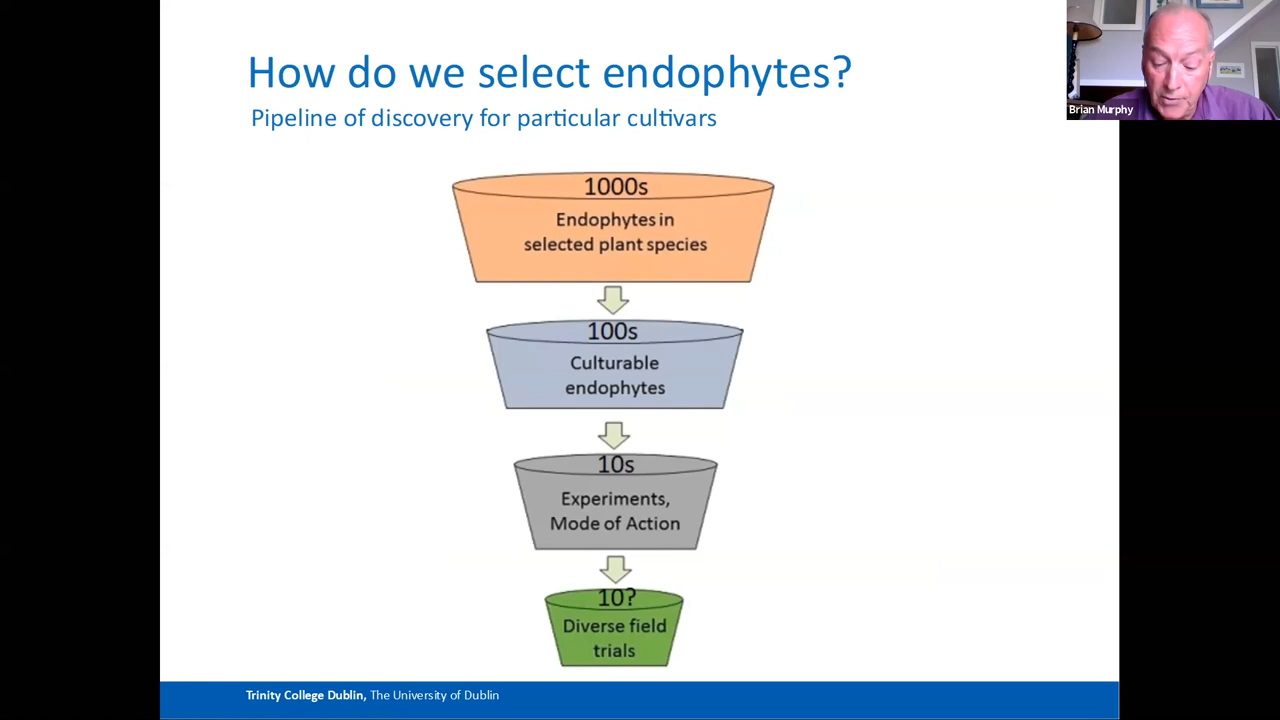 How do we select endophytes?
Pipeline of discovery for particular cultivars
Brian Murphy
1000s
Endophytes in
selected plant species
100s
Culturable
endophytes
10s
Experiments,
Mode of Action
10?
Diverse field
trials
Trinity College Dublin, The University of Dublin